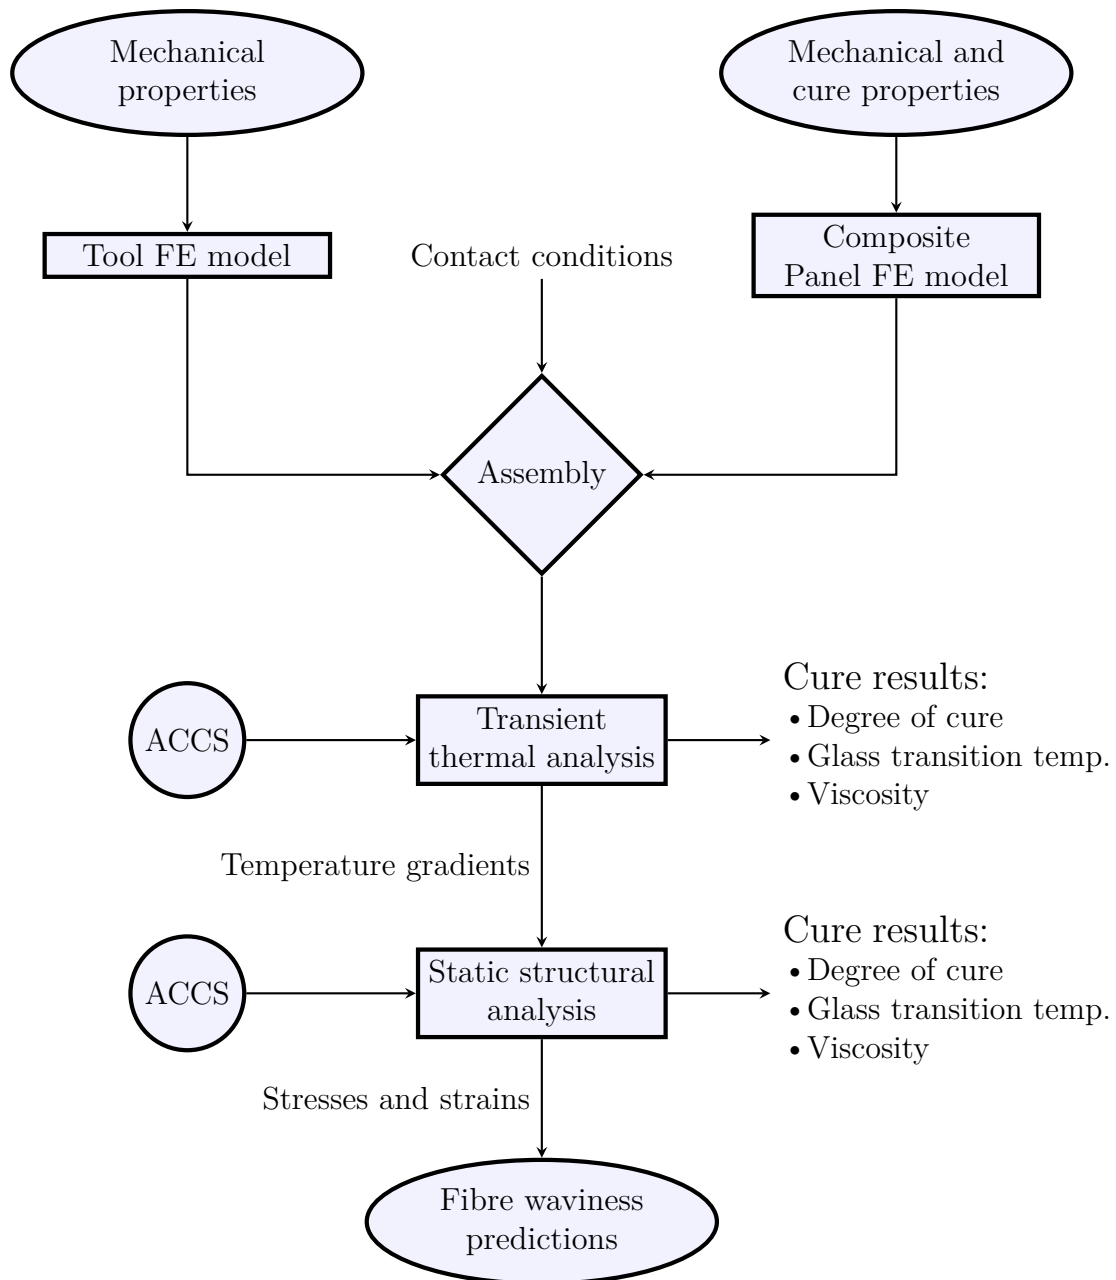 Mechanical
properties
Mechanical and
cure properties
Tool FE model
Contact conditions
Composite
Panel FE model
Assembly
ACCS
Transient
thermal analysis
Cure results:
• Degree of cure
• Glass transition temp.
• Viscosity
Temperature gradients
ACCS
Static structural
analysis
Cure results:
• Degree of cure
• Glass transition temp.
• Viscosity
Stresses and strains
Fibre waviness
predictions